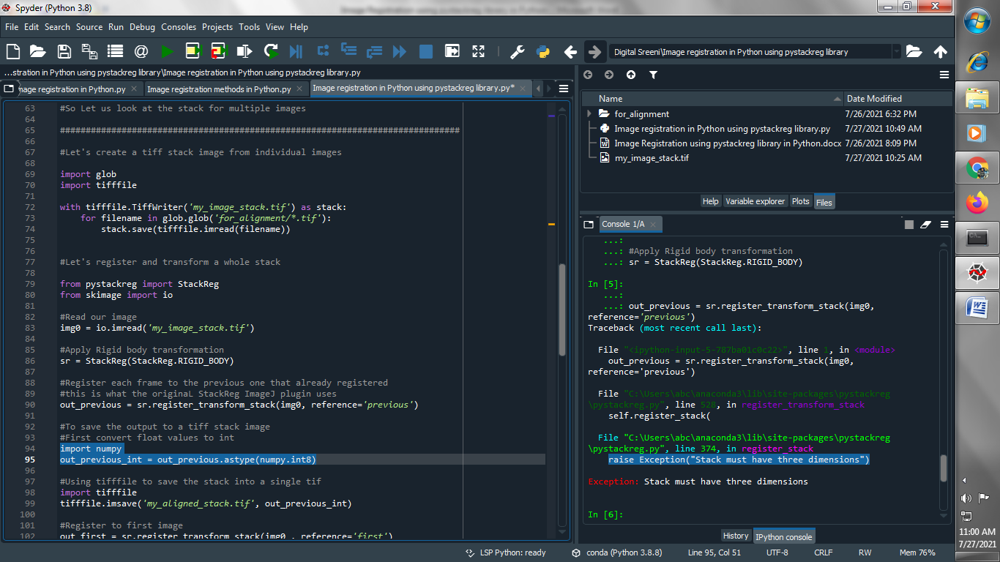 Spyder (Python 3.8)
File Edit Search Source Run Debug Consoles Projects Tools View Help
Digital Sreeni\Image registration in Python using pystackreg library
...stration in Python using pystackreg library\Image registration in Python using pystackreg library.py
mage registration in Python.py
Image registration methods in Python.py
Image registration in Python using pystackreg library.py*
63 #So Let us look at the stack for multiple images
64
65 ##############################################################################
66
67 #Let's create a tiff stack image from individual images
68
69 import glob
70 import tifffile
71
72 with tifffile.TiffWriter('my_image_stack.tif') as stack:
73 for filename in glob.glob('for_alignment/*.tif'):
74 stack.save(tifffile.imread(filename))
75
76
77 #Let's register and transform a whole stack
78
79 from pystackreg import StackReg
80 from skimage import io
81
82 #Read our image
83 img0 = io.imread('my_image_stack.tif')
84
85 #Apply Rigid body transformation
86 sr = StackReg(StackReg.RIGID_BODY)
87
88 #Register each frame to the previous one that already registered
89 #this is what the originaL StackReg ImageJ plugin uses
90 out_previous = sr.register_transform_stack(img0, reference='previous')
91
92 #To save the output to a tiff stack image
93 #First convert float values to int
94 import numpy
95 out_previous_int = out_previous.astype(numpy.int8)
96
97 #Using tifffile to save the stack into a single tif
98 import tifffile
99 tifffile.imsave('my_aligned_stack.tif', out_previous_int)
100
101 #Register to first image
102 out_first = sr.register_transform_stack(img0 , reference='first')
Name Date Modified
for_alignment 7/26/2021 6:32 PM
Image registration in Python using pystackreg library.py 7/27/2021 10:49 AM
Image Registration using pystackreg library in Python.docx 7/26/2021 8:09 PM
my_image_stack.tif 7/27/2021 10:25 AM
Help Variable explorer Plots Files
Console 1/A
...:
...: #Apply Rigid body transformation
...: sr = StackReg(StackReg.RIGID_BODY)
In [5]:
...:
...: out_previous = sr.register_transform_stack(img0,
reference='previous')
Traceback (most recent call last):
File "<ipython-input-5-787ba01c0c22>", line 1, in <module>
out_previous = sr.register_transform_stack(img0,
reference='previous')
File "C:\Users\abc\anaconda3\lib\site-packages\pystackreg
\pystackreg.py", line 528, in register_transform_stack
self.register_stack(
File "C:\Users\abc\anaconda3\lib\site-packages\pystackreg
\pystackreg.py", line 374, in register_stack
raise Exception("Stack must have three dimensions")
Exception: Stack must have three dimensions
In [6]:
History IPython console
LSP Python: ready conda (Python 3.8.8) Line 95, Col 51 UTF-8 CRLF RW Mem 76%
11:00 AM
7/27/2021